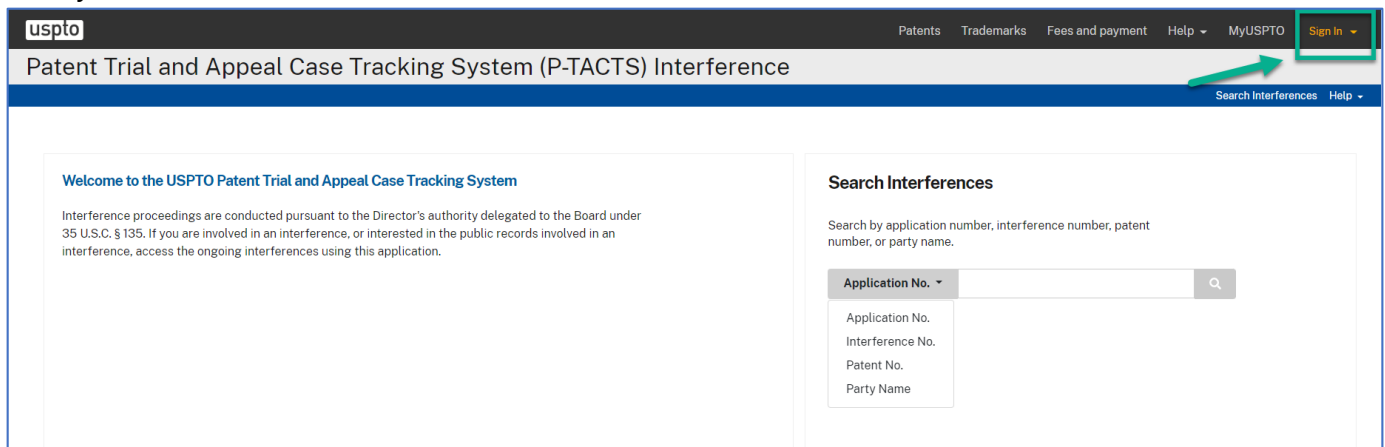 uspto
Patents Trademarks Fees and payment Help MyUSPTO Sign In
Patent Trial and Appeal Case Tracking System (P-TACTS) Interference
Search Interferences Help
Welcome to the USPTO Patent Trial and Appeal Case Tracking System
Interference proceedings are conducted pursuant to the Director's authority delegated to the Board under
35 U.S.C. § 135. If you are involved in an interference, or interested in the public records involved in an
interference, access the ongoing interferences using this application.
Search Interferences
Search by application number, interference number, patent
number, or party name.
Application No.
Application No.
Interference No.
Patent No.
Party Name